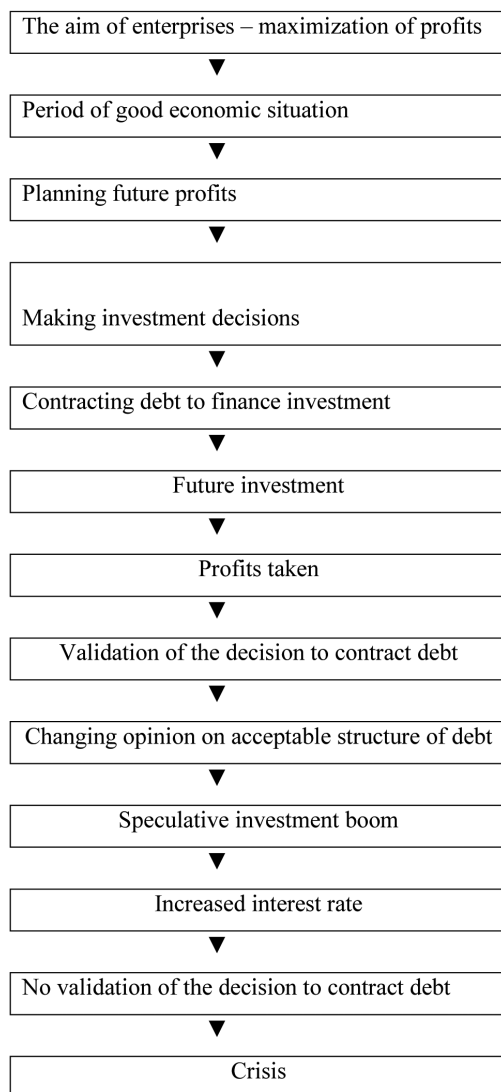 The aim of enterprises – maximization of profits
Period of good economic situation
Planning future profits
Making investment decisions
Contracting debt to finance investment
Future investment
Profits taken
Validation of the decision to contract debt
Changing opinion on acceptable structure of debt
Speculative investment boom
Increased interest rate
No validation of the decision to contract debt
Crisis